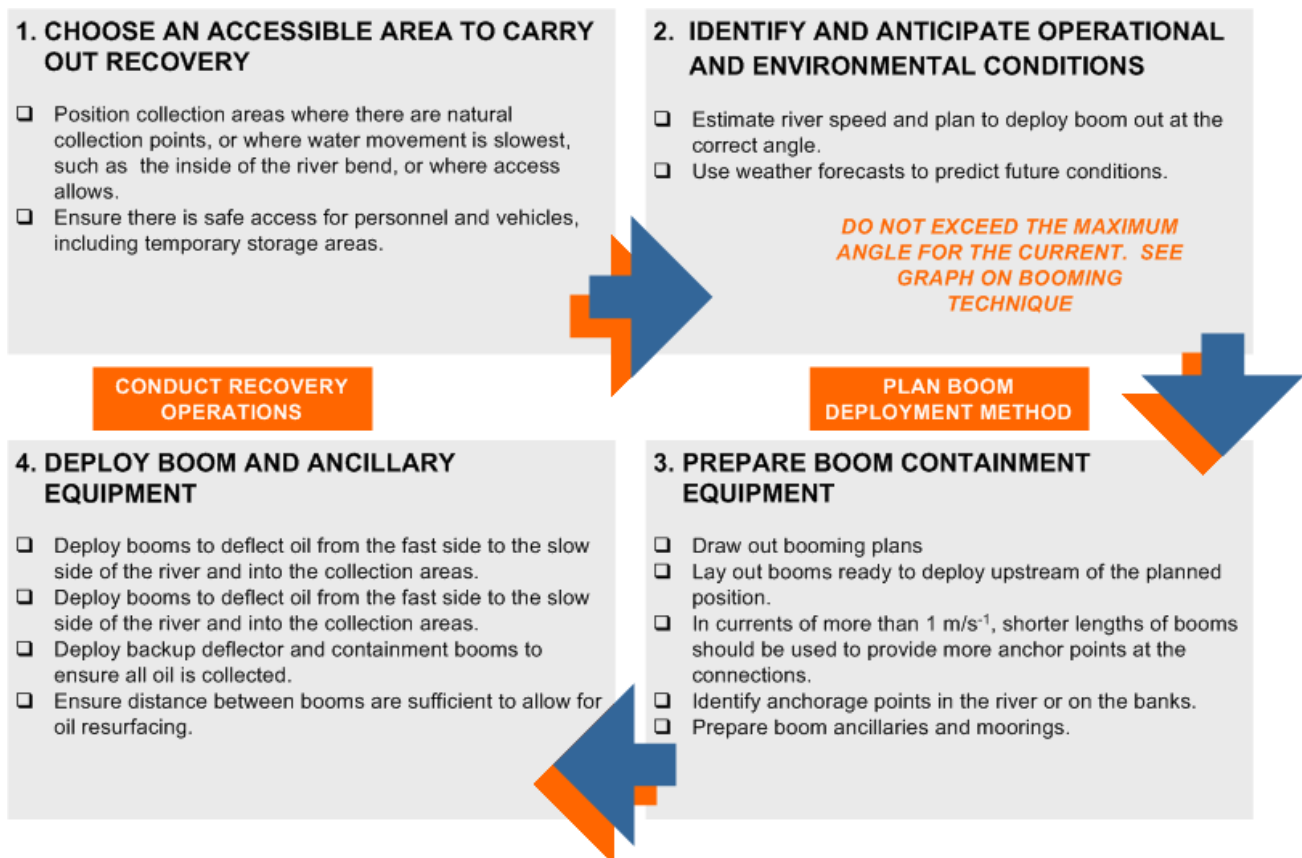 1. CHOOSE AN ACCESSIBLE AREA TO CARRY
OUT RECOVERY
❑ Position collection areas where there are natural
collection points, or where water movement is slowest,
such as the inside of the river bend, or where access
allows.
❑ Ensure there is safe access for personnel and vehicles,
including temporary storage areas.
2. IDENTIFY AND ANTICIPATE OPERATIONAL
AND ENVIRONMENTAL CONDITIONS
❑ Estimate river speed and plan to deploy boom out at the
correct angle.
❑ Use weather forecasts to predict future conditions.
DO NOT EXCEED THE MAXIMUM
ANGLE FOR THE CURRENT. SEE
GRAPH ON BOOMING
TECHNIQUE
CONDUCT RECOVERY
OPERATIONS
PLAN BOOM
DEPLOYMENT METHOD
4. DEPLOY BOOM AND ANCILLARY
EQUIPMENT
❑ Deploy booms to deflect oil from the fast side to the slow
side of the river and into the collection areas.
❑ Deploy booms to deflect oil from the fast side to the slow
side of the river and into the collection areas.
❑ Deploy backup deflector and containment booms to
ensure all oil is collected.
❑ Ensure distance between booms are sufficient to allow for
oil resurfacing.
3. PREPARE BOOM CONTAINMENT
EQUIPMENT
❑ Draw out booming plans
❑ Lay out booms ready to deploy upstream of the planned
position.
❑ In currents of more than 1 m/s⁻¹, shorter lengths of booms
should be used to provide more anchor points at the
connections.
❑ Identify anchorage points in the river or on the banks.
❑ Prepare boom ancillaries and moorings.